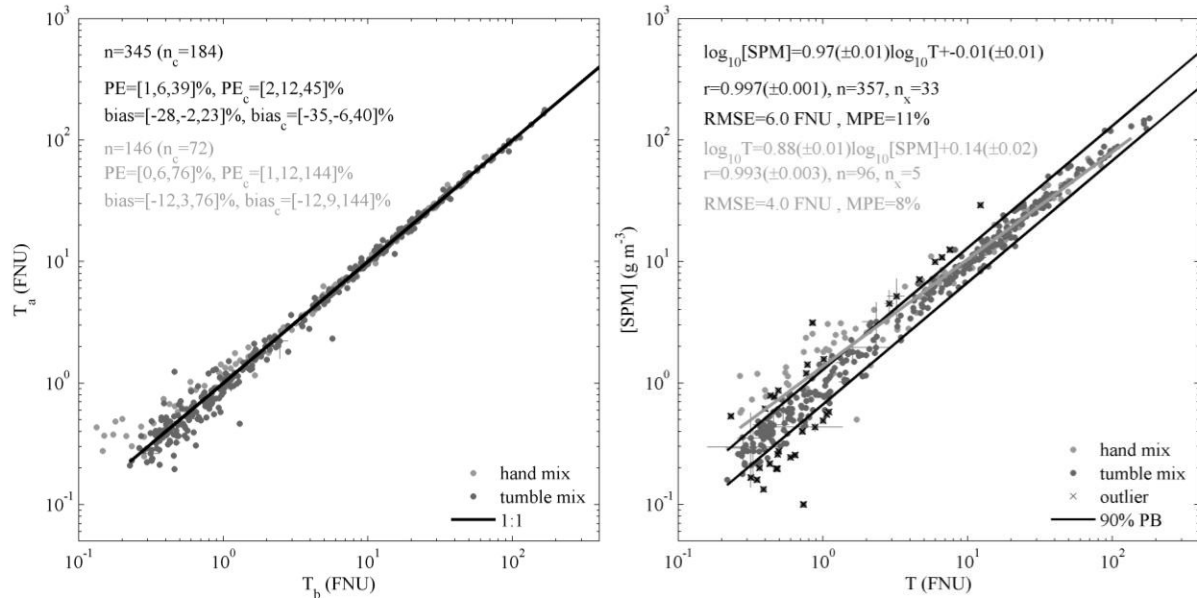 n=345 (n_c=184)
PE=[1,6,39]%, PE_c=[2,12,45]%
bias=[-28,-2,23]%, bias_c=[-35,-6,40]%
n=146 (n_c=72)
PE=[0,6,76]%, PE_c=[1,12,144]%
bias=[-12,3,76]%, bias_c=[-12,9,144]%
10^3
10^2
10^1
10^0
10^-1
T_a (FNU)
hand mix
tumble mix
1:1
10^-1 10^0 10^1 10^2
T_b (FNU)
log_10[SPM]=0.97(±0.01)log_10T+-0.01(±0.01)
r=0.997(±0.001), n=357, n_x=33
RMSE=6.0 FNU , MPE=11%
log_10T=0.88(±0.01)log_10[SPM]+0.14(±0.02)
r=0.993(±0.003), n=96, n_x=5
RMSE=4.0 FNU , MPE=8%
10^3
10^2
10^1
10^0
10^-1
[SPM] (g m^-3)
hand mix
tumble mix
outlier
90% PB
10^-1 10^0 10^1 10^2
T (FNU)